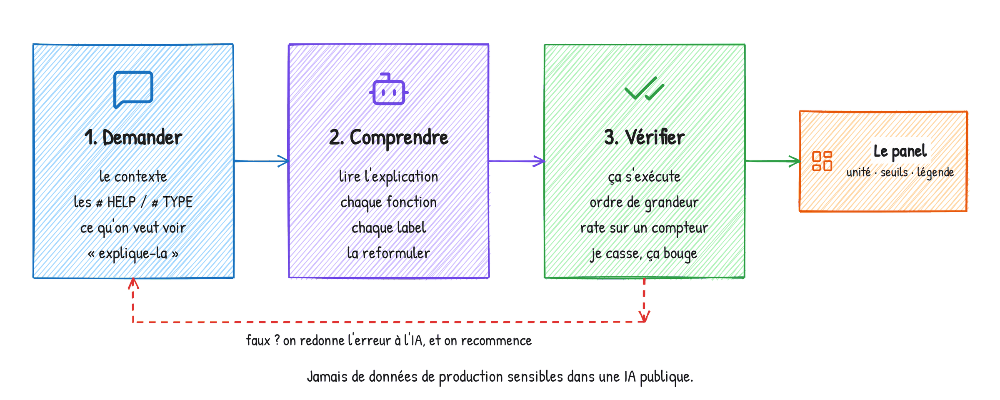 1. Demander
le contexte
les # HELP / # TYPE
ce qu'on veut voir
« explique-la »
2. Comprendre
lire l'explication
chaque fonction
chaque label
la reformuler
3. Vérifier
ça s'exécute
ordre de grandeur
rate sur un compteur
je casse, ça bouge
Le panel
unité · seuils · légende
faux ? on redonne l'erreur à l'IA, et on recommence
Jamais de données de production sensibles dans une IA publique.